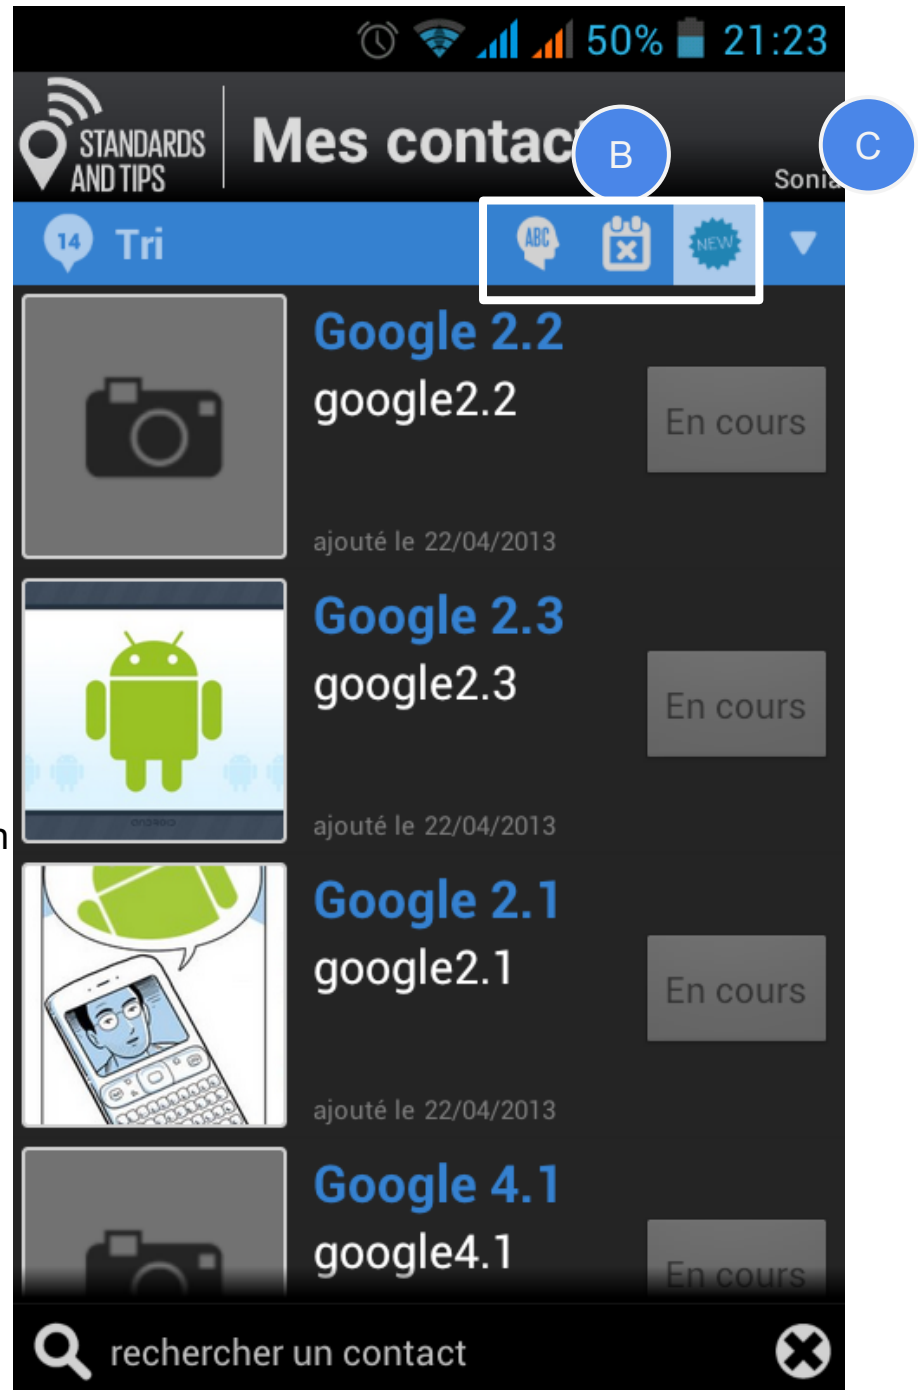 50% 21:23
STANDARDS
AND TIPS
Mes contac
B
C
Sonia
14 Tri
ABC
NEW
Google 2.2
google2.2
En cours
ajouté le 22/04/2013
Google 2.3
google2.3
En cours
ajouté le 22/04/2013
n
Google 2.1
google2.1
En cours
ajouté le 22/04/2013
Google 4.1
google4.1
En cours
rechercher un contact